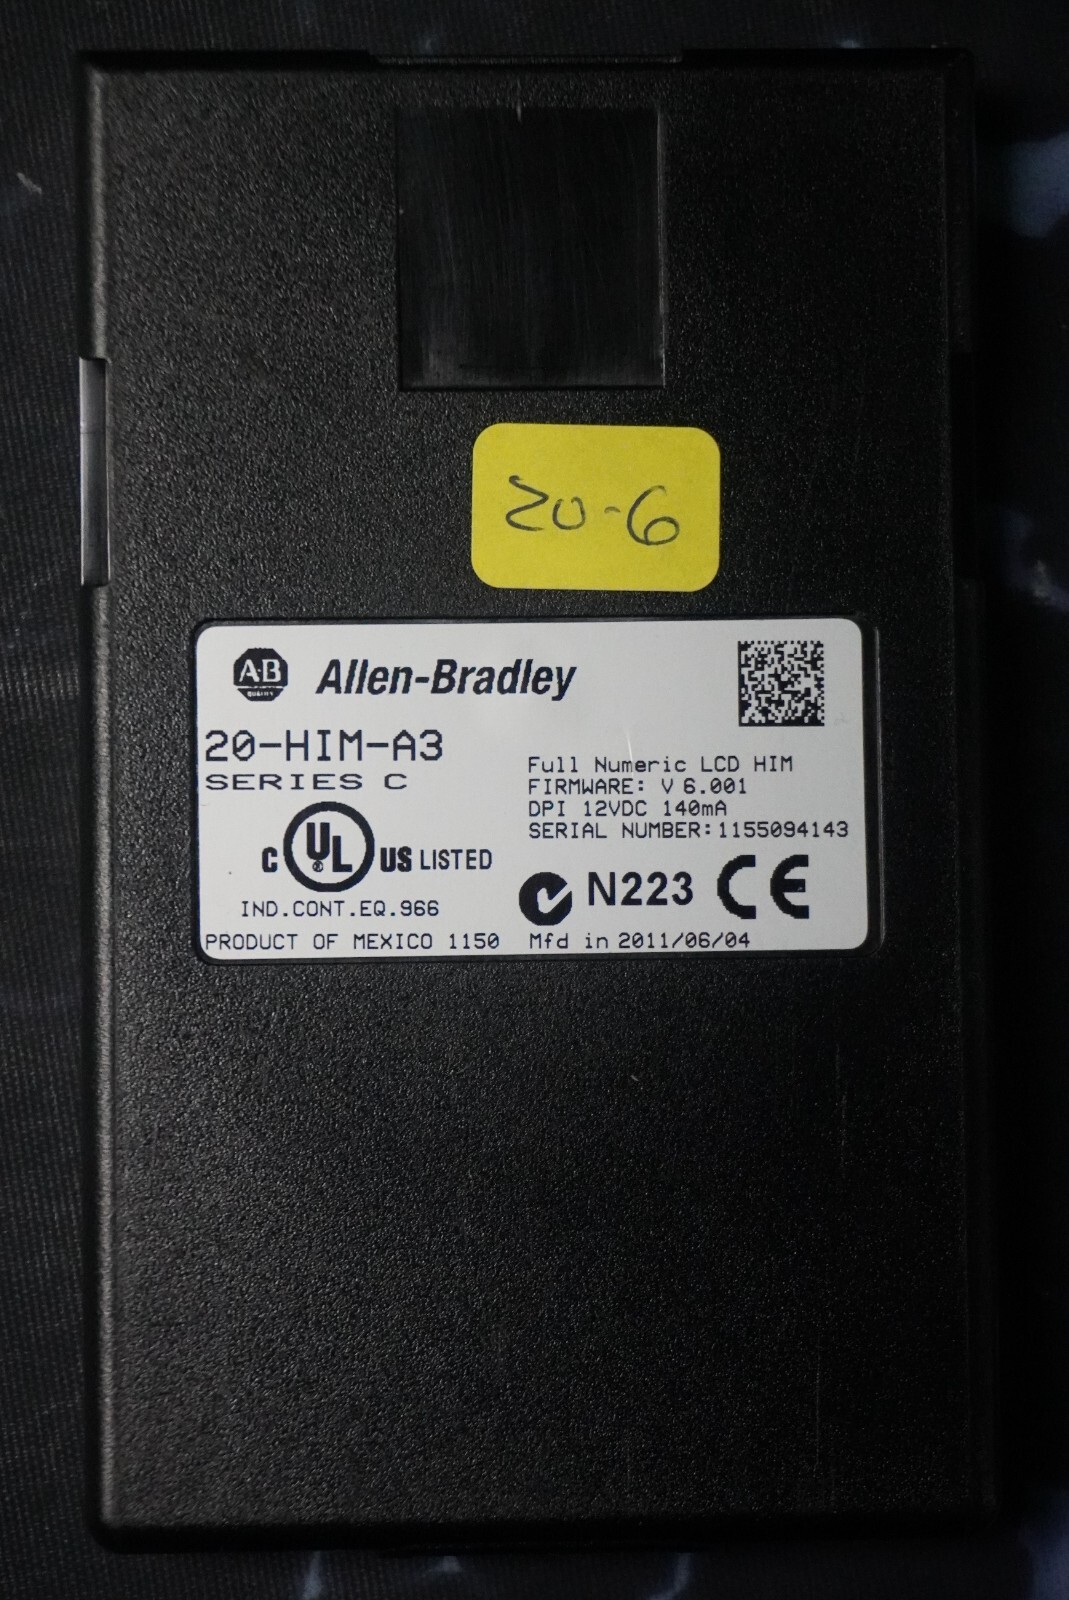 20-6
A-B
QUALITY
Allen-Bradley
20-HIM-A3
SERIES C
Full Numeric LCD HIM
FIRMWARE: V 6.001
DPI 12VDC 140mA
SERIAL NUMBER: 1155094143
C UL US LISTED
IND.CONT.EQ.966
N223 CE
PRODUCT OF MEXICO 1150 Mfd in 2011/06/04